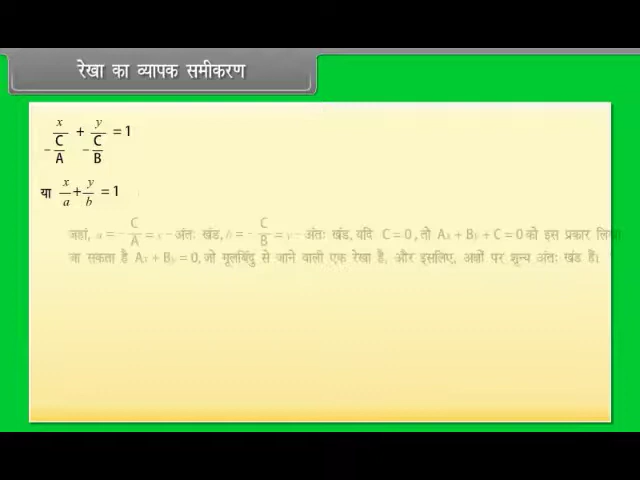 रेखा का व्यापक समीकरण
x/(-C/A) + y/(-C/B) = 1
या x/a + y/b = 1
जहां, a = -C/A = x - अंतः खंड, b = -C/B = y - अंतः खंड, यदि C = 0, तो Ax + By + C = 0 को इस प्रकार लिखा
जा सकता है Ax + By = 0, जो मूलबिंदु से जाने वाली एक रेखा है, और इसलिए, अक्षों पर शून्य अंतः खंड हैं।